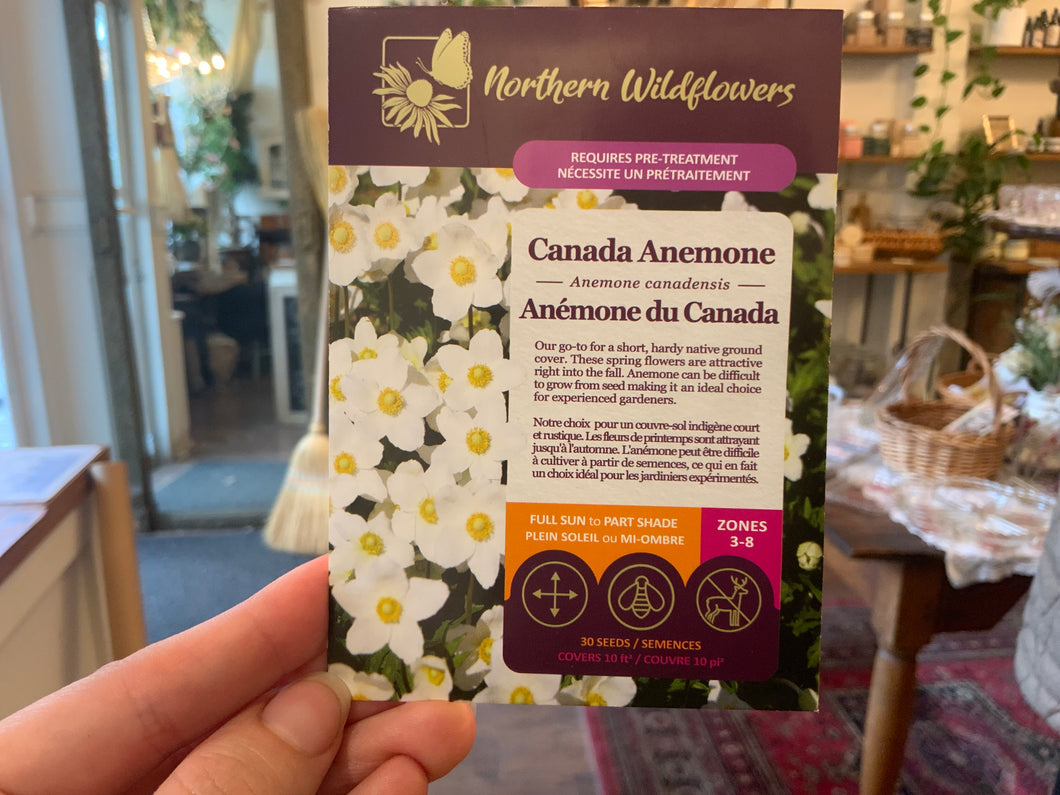 Northern Wildflowers
REQUIRES PRE-TREATMENT
NÉCESSITE UN PRÉTRAITEMENT
Canada Anemone
Anemone canadensis
Anémone du Canada
Our go-to for a short, hardy native ground
cover. These spring flowers are attractive
right into the fall. Anemone can be difficult
to grow from seed making it an ideal choice
for experienced gardeners.
Notre choix pour un couvre-sol indigène court
et rustique. Les fleurs de printemps sont attrayant
jusqu'à l'automne. L'anémone peut être difficile
à cultiver à partir de semences, ce qui en fait
un choix idéal pour les jardiniers expérimentés.
FULL SUN to PART SHADE
PLEIN SOLEIL ou MI-OMBRE
ZONES
3-8
30 SEEDS / SEMENCES
COVERS 10 ft² / COUVRE 10 pi²